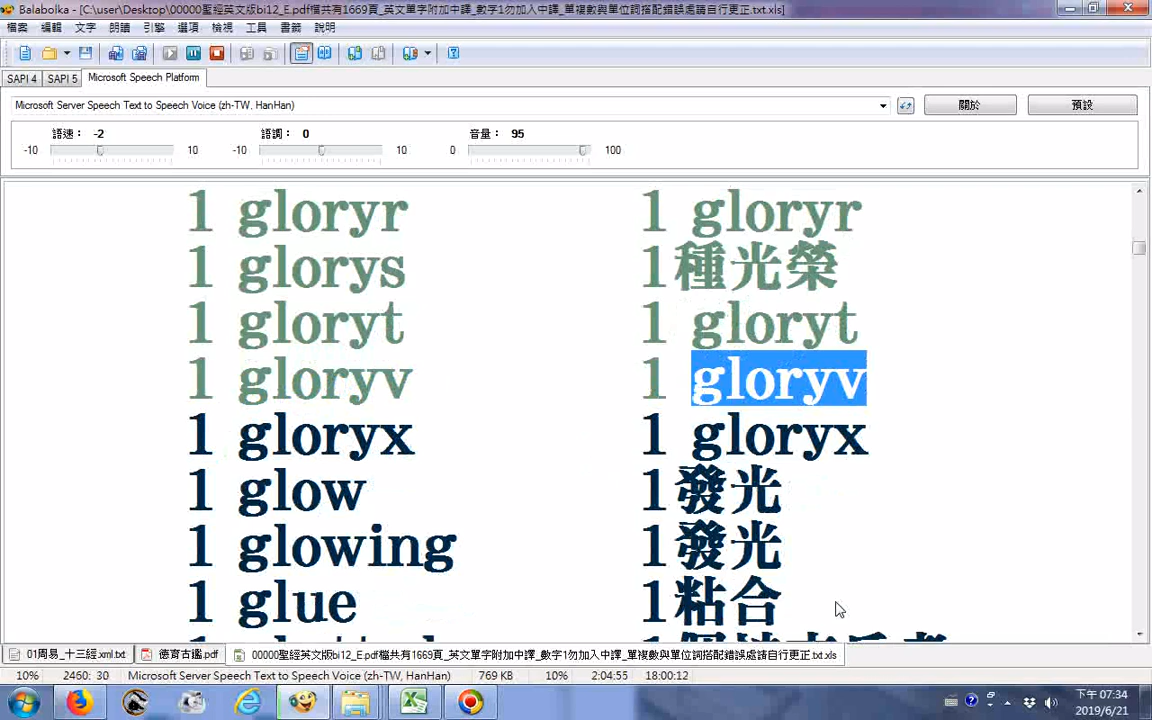 Balabolka - [C:\user\Desktop\00000聖經英文版bi12_E.pdf檔共有1669頁_英文單字附加中譯_數字1勿加入中譯_單複數與單位詞搭配錯誤處請自行更正.txt.xls]
檔案 編輯 文字 朗讀 引擎 選項 檢視 工具 書籤 說明
SAPI 4 SAPI 5 Microsoft Speech Platform
Microsoft Server Speech Text to Speech Voice (zh-TW, HanHan) 關於 預設
語速： -2 語調： 0 音量： 95
-10 10 -10 10 0 100
1 gloryr 1 gloryr
1 glorys 1種光榮
1 gloryt 1 gloryt
1 gloryv 1 gloryv
1 gloryx 1 gloryx
1 glow 1發光
1 glowing 1發光
1 glue 1粘合
01周易_十三經.xml.txt 德育古鑑.pdf 00000聖經英文版bi12_E.pdf檔共有1669頁_英文單字附加中譯_數字1勿加入中譯_單複數與單位詞搭配錯誤處請自行更正.txt.xls
10% 2460: 30 Microsoft Server Speech Text to Speech Voice (zh-TW, HanHan) 769 KB 10% 2:04:55 18:00:12
下午 07:34
2019/6/21